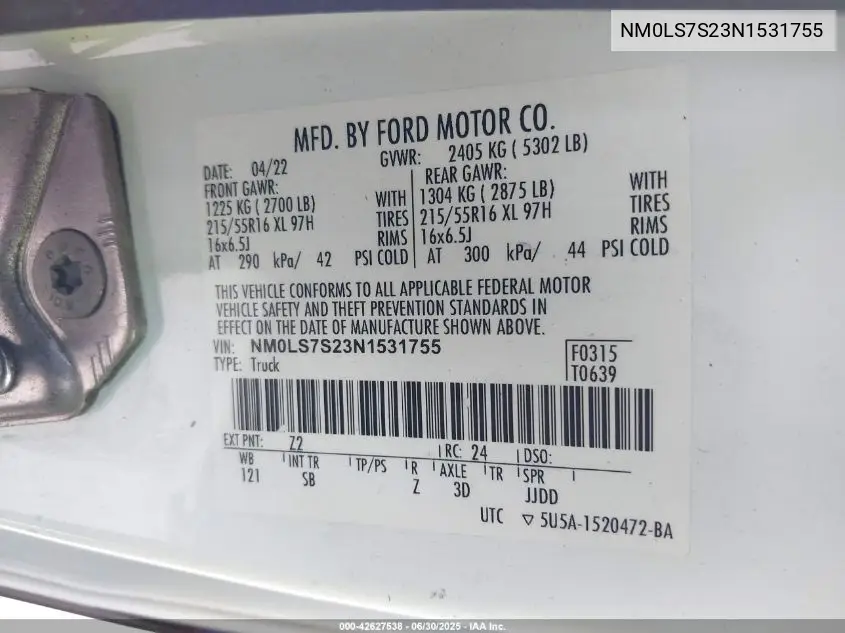 NM0LS7S23N1531755
MFD. BY FORD MOTOR CO.
DATE: 04/22 GVWR: 2405 KG ( 5302 LB)
FRONT GAWR: REAR GAWR:
1225 KG ( 2700 LB) WITH 1304 KG ( 2875 LB) WITH
215/55R16 XL 97H TIRES 215/55R16 XL 97H TIRES
16x6.5J RIMS 16x6.5J RIMS
AT 290 kPa/ 42 PSI COLD AT 300 kPa/ 44 PSI COLD
THIS VEHICLE CONFORMS TO ALL APPLICABLE FEDERAL MOTOR
VEHICLE SAFETY AND THEFT PREVENTION STANDARDS IN
EFFECT ON THE DATE OF MANUFACTURE SHOWN ABOVE.
VIN: NM0LS7S23N1531755 F0315
TYPE: Truck T0639
EXT PNT: Z2 RC: 24 DSO:
WB INT TR TP/PS R AXLE TR SPR
121 SB Z 3D JJDD
UTC 5U5A-1520472-BA
000-42627538 - 06/30/2025 - IAA Inc.